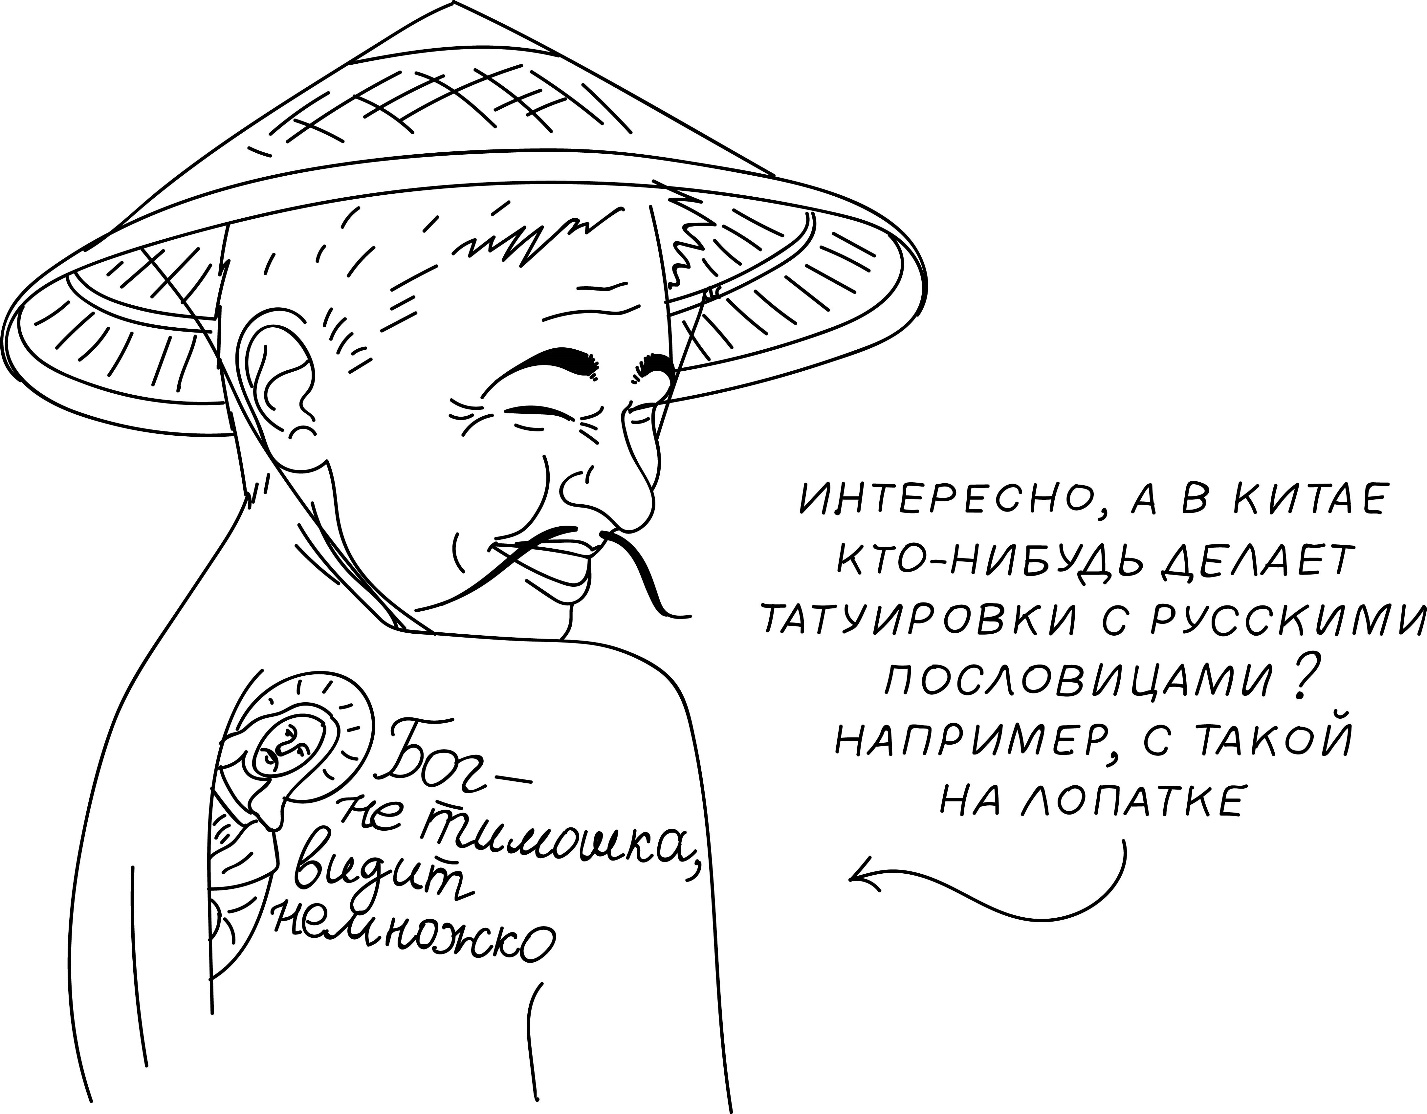 ИНТЕРЕСНО, А В КИТАЕ
КТО-НИБУДЬ ДЕЛАЕТ
ТАТУИРОВКИ С РУССКИМИ
ПОСЛОВИЦАМИ?
НАПРИМЕР, С ТАКОЙ
НА ЛОПАТКЕ
Бог –
не тимошка,
видит
немножко